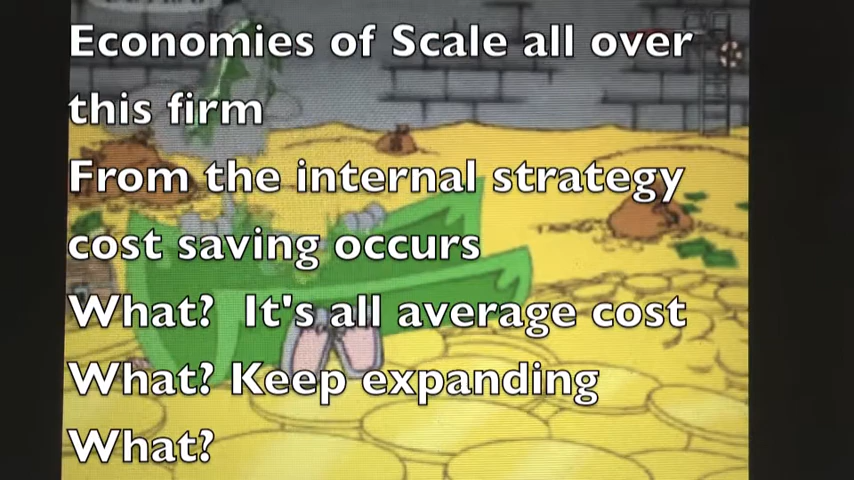 Economies of Scale all over
this firm
From the internal strategy
cost saving occurs
What?  It's all average cost
What? Keep expanding
What?